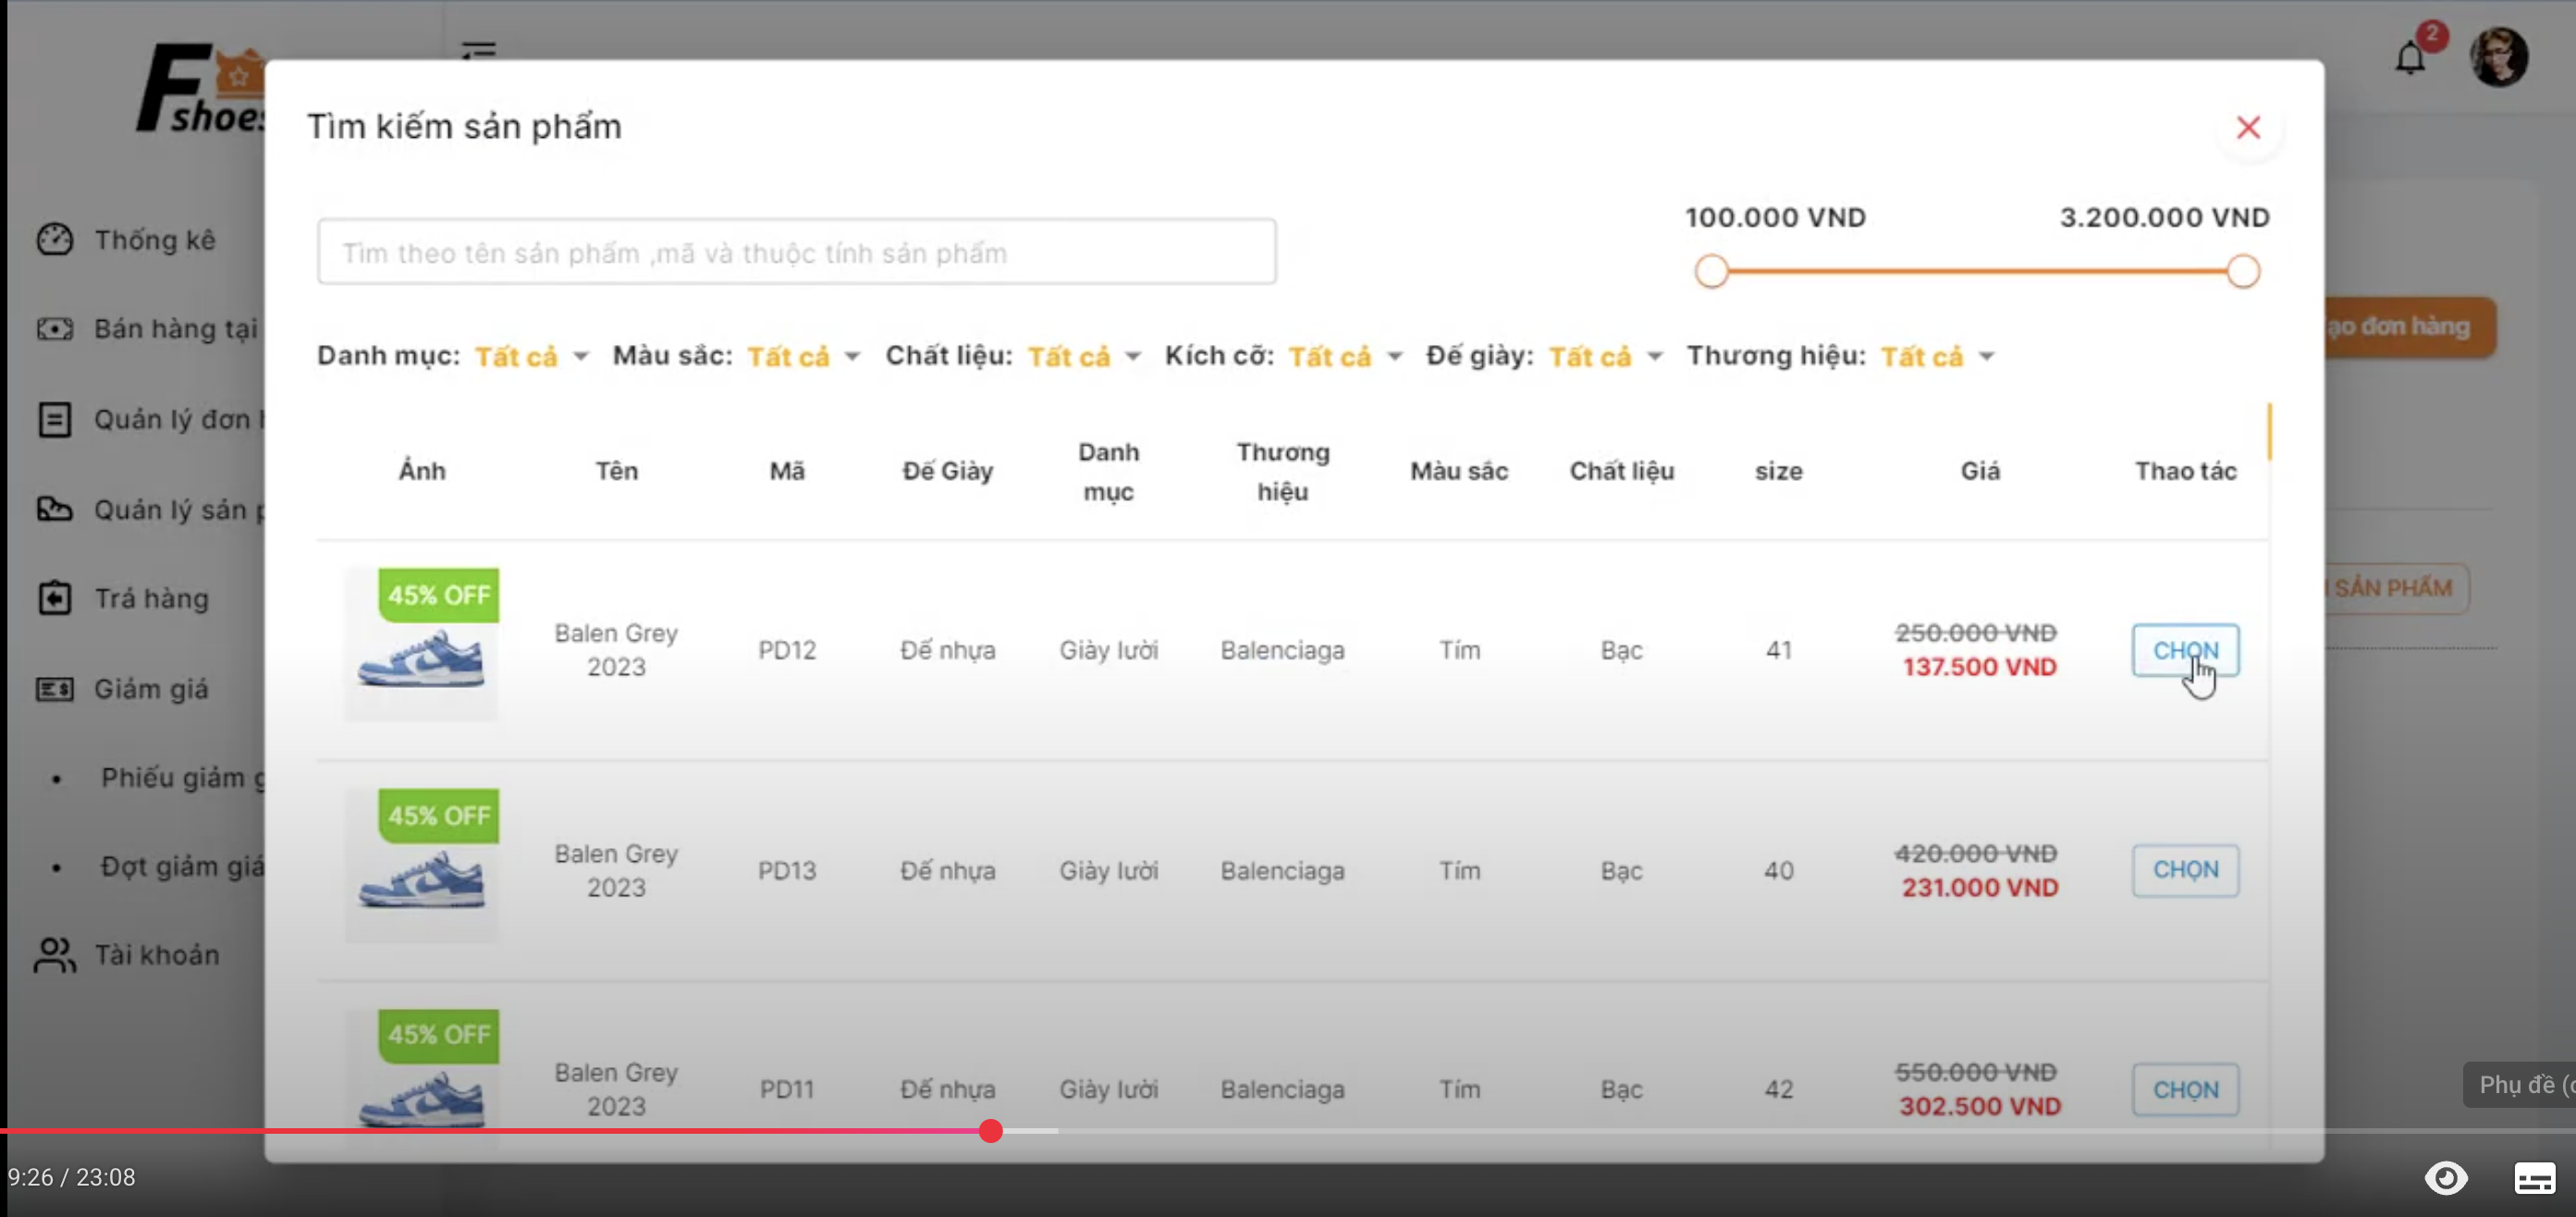 F
shoes
2
Tìm kiếm sản phẩm
100.000 VND 3.200.000 VND
Tìm theo tên sản phẩm ,mã và thuộc tính sản phẩm
Danh mục: Tất cả Màu sắc: Tất cả Chất liệu: Tất cả Kích cỡ: Tất cả Đế giày: Tất cả Thương hiệu: Tất cả
Thống kê
Bán hàng tại
Quản lý đơn
Quản lý sản
Trả hàng
Giảm giá
Phiếu giảm
Đợt giảm giá
Tài khoản
đơn hàng
SẢN PHẨM
Ảnh Tên Mã Đế Giày Danh mục Thương hiệu Màu sắc Chất liệu size Giá Thao tác
45% OFF
Balen Grey 2023 PD12 Đế nhựa Giày lười Balenciaga Tím Bạc 41 250.000 VND 137.500 VND CHỌN
45% OFF
Balen Grey 2023 PD13 Đế nhựa Giày lười Balenciaga Tím Bạc 40 420.000 VND 231.000 VND CHỌN
45% OFF
Balen Grey 2023 PD11 Đế nhựa Giày lười Balenciaga Tím Bạc 42 550.000 VND 302.500 VND CHỌN
Phụ đề
9:26 / 23:08